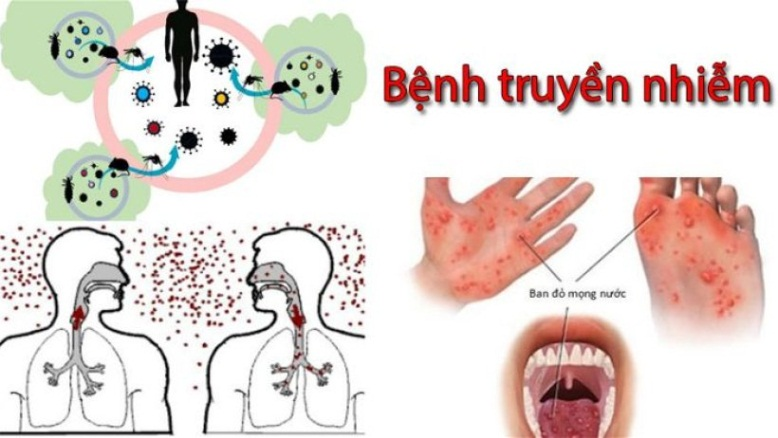 Bệnh truyền nhiễm
Ban đỏ mọng nước